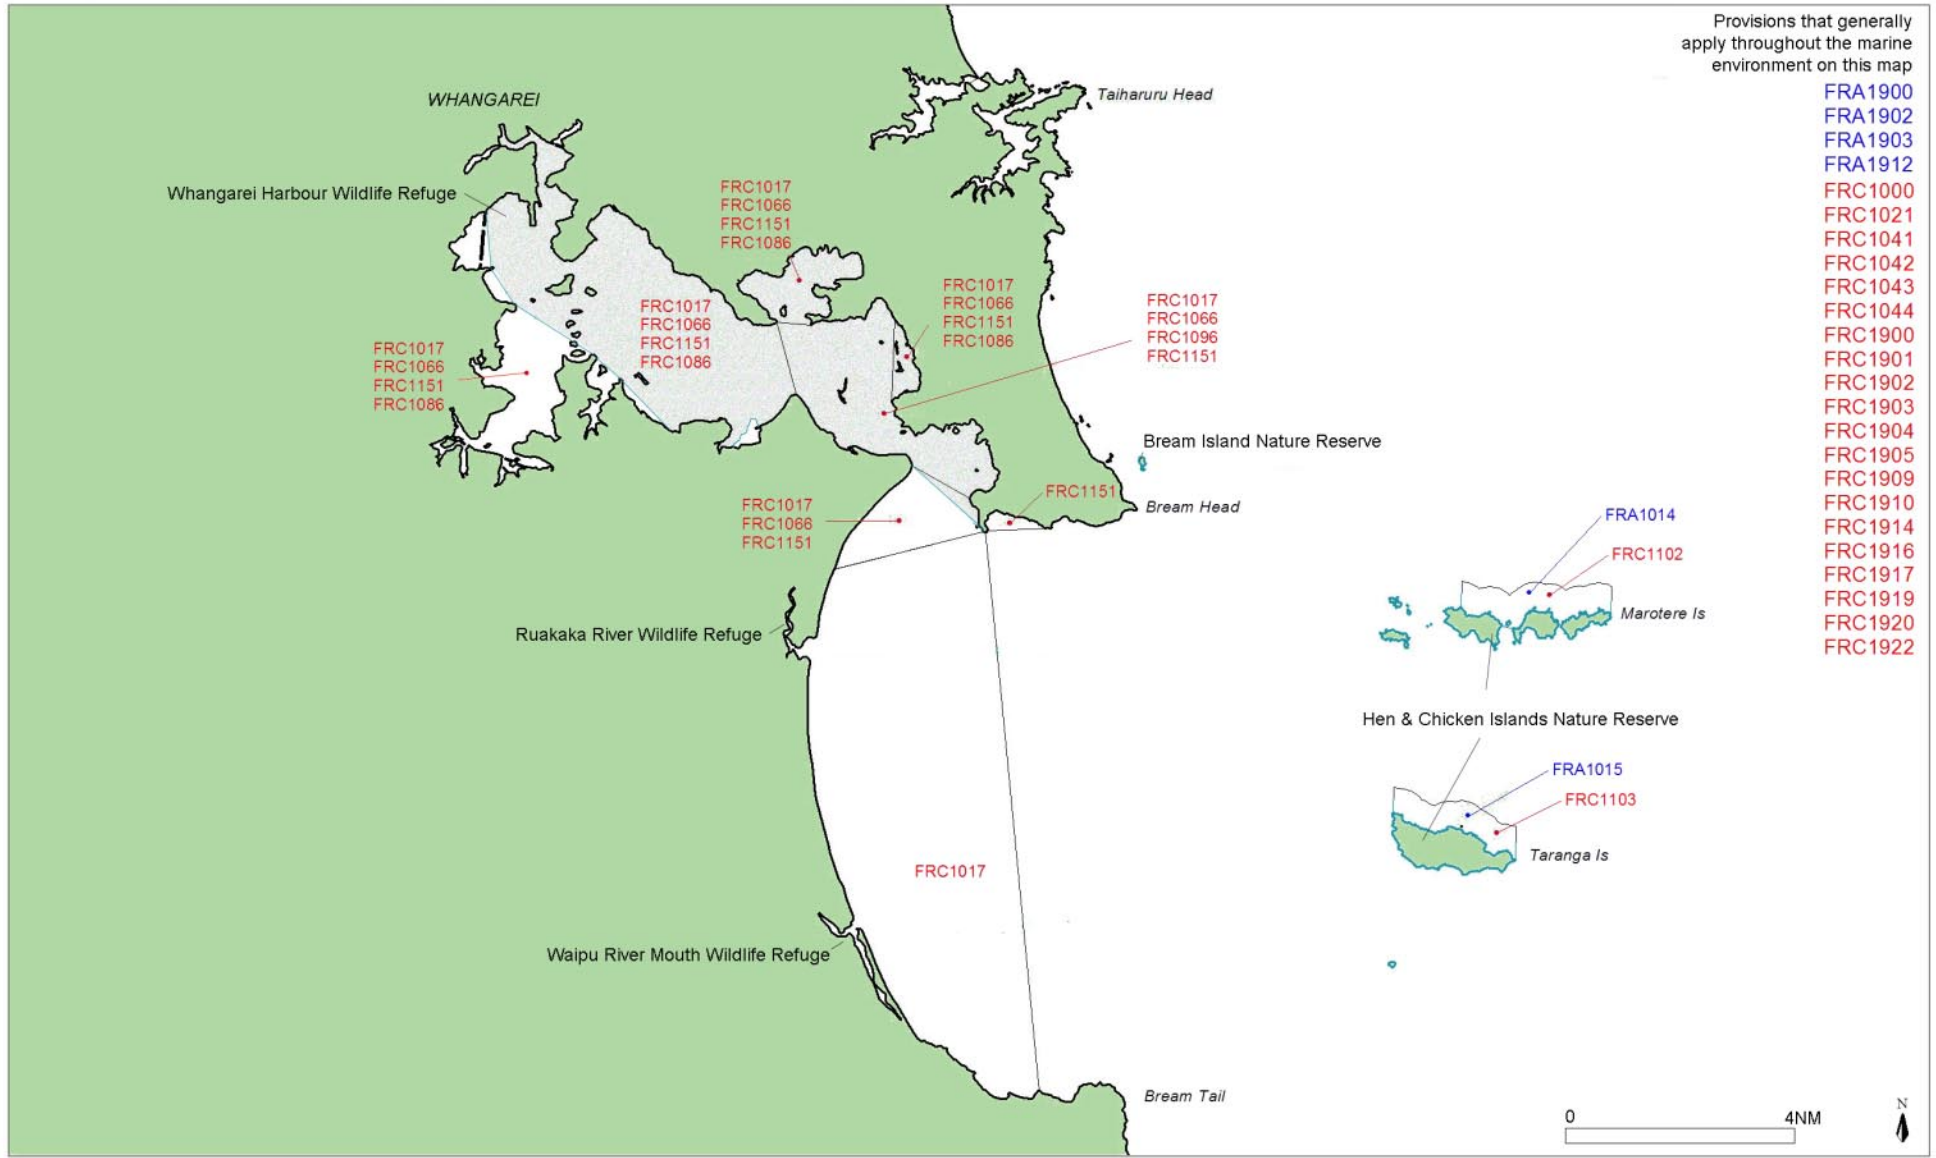 Provisions that generally
apply throughout the marine
environment on this map
FRA1900
FRA1902
FRA1903
FRA1912
FRC1000
FRC1021
FRC1041
FRC1042
FRC1043
FRC1044
FRC1900
FRC1901
FRC1902
FRC1903
FRC1904
FRC1905
FRC1909
FRC1910
FRC1914
FRC1916
FRC1917
FRC1919
FRC1920
FRC1922
WHANGAREI
Taiharuru Head
Whangarei Harbour Wildlife Refuge
FRC1017
FRC1066
FRC1151
FRC1086
FRC1017
FRC1066
FRC1151
FRC1086
FRC1017
FRC1066
FRC1096
FRC1151
FRC1017
FRC1066
FRC1151
FRC1086
FRC1017
FRC1066
FRC1151
FRC1086
Bream Island Nature Reserve
FRC1151
Bream Head
FRC1017
FRC1066
FRC1151
FRA1014
FRC1102
Marotere Is
Ruakaka River Wildlife Refuge
Hen & Chicken Islands Nature Reserve
FRA1015
FRC1103
Taranga Is
FRC1017
Waipu River Mouth Wildlife Refuge
Bream Tail
0 4NM
N